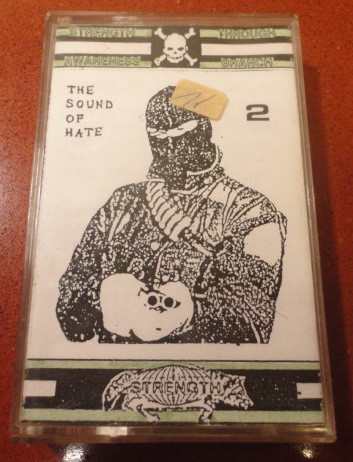 STRENGTH THROUGH
AWARENESS BRANCH
THE
SOUND
OF
HATE
2
STRENGTH